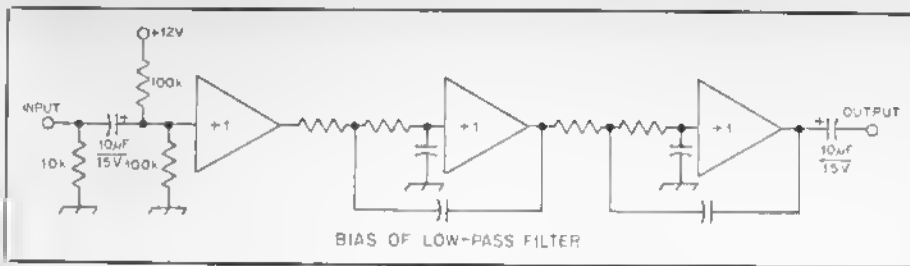 +12V
100k
INPUT
+
10µF
15V
10k
100k
+1
+1
+1
+
10µF
15V
OUTPUT
BIAS OF LOW-PASS FILTER